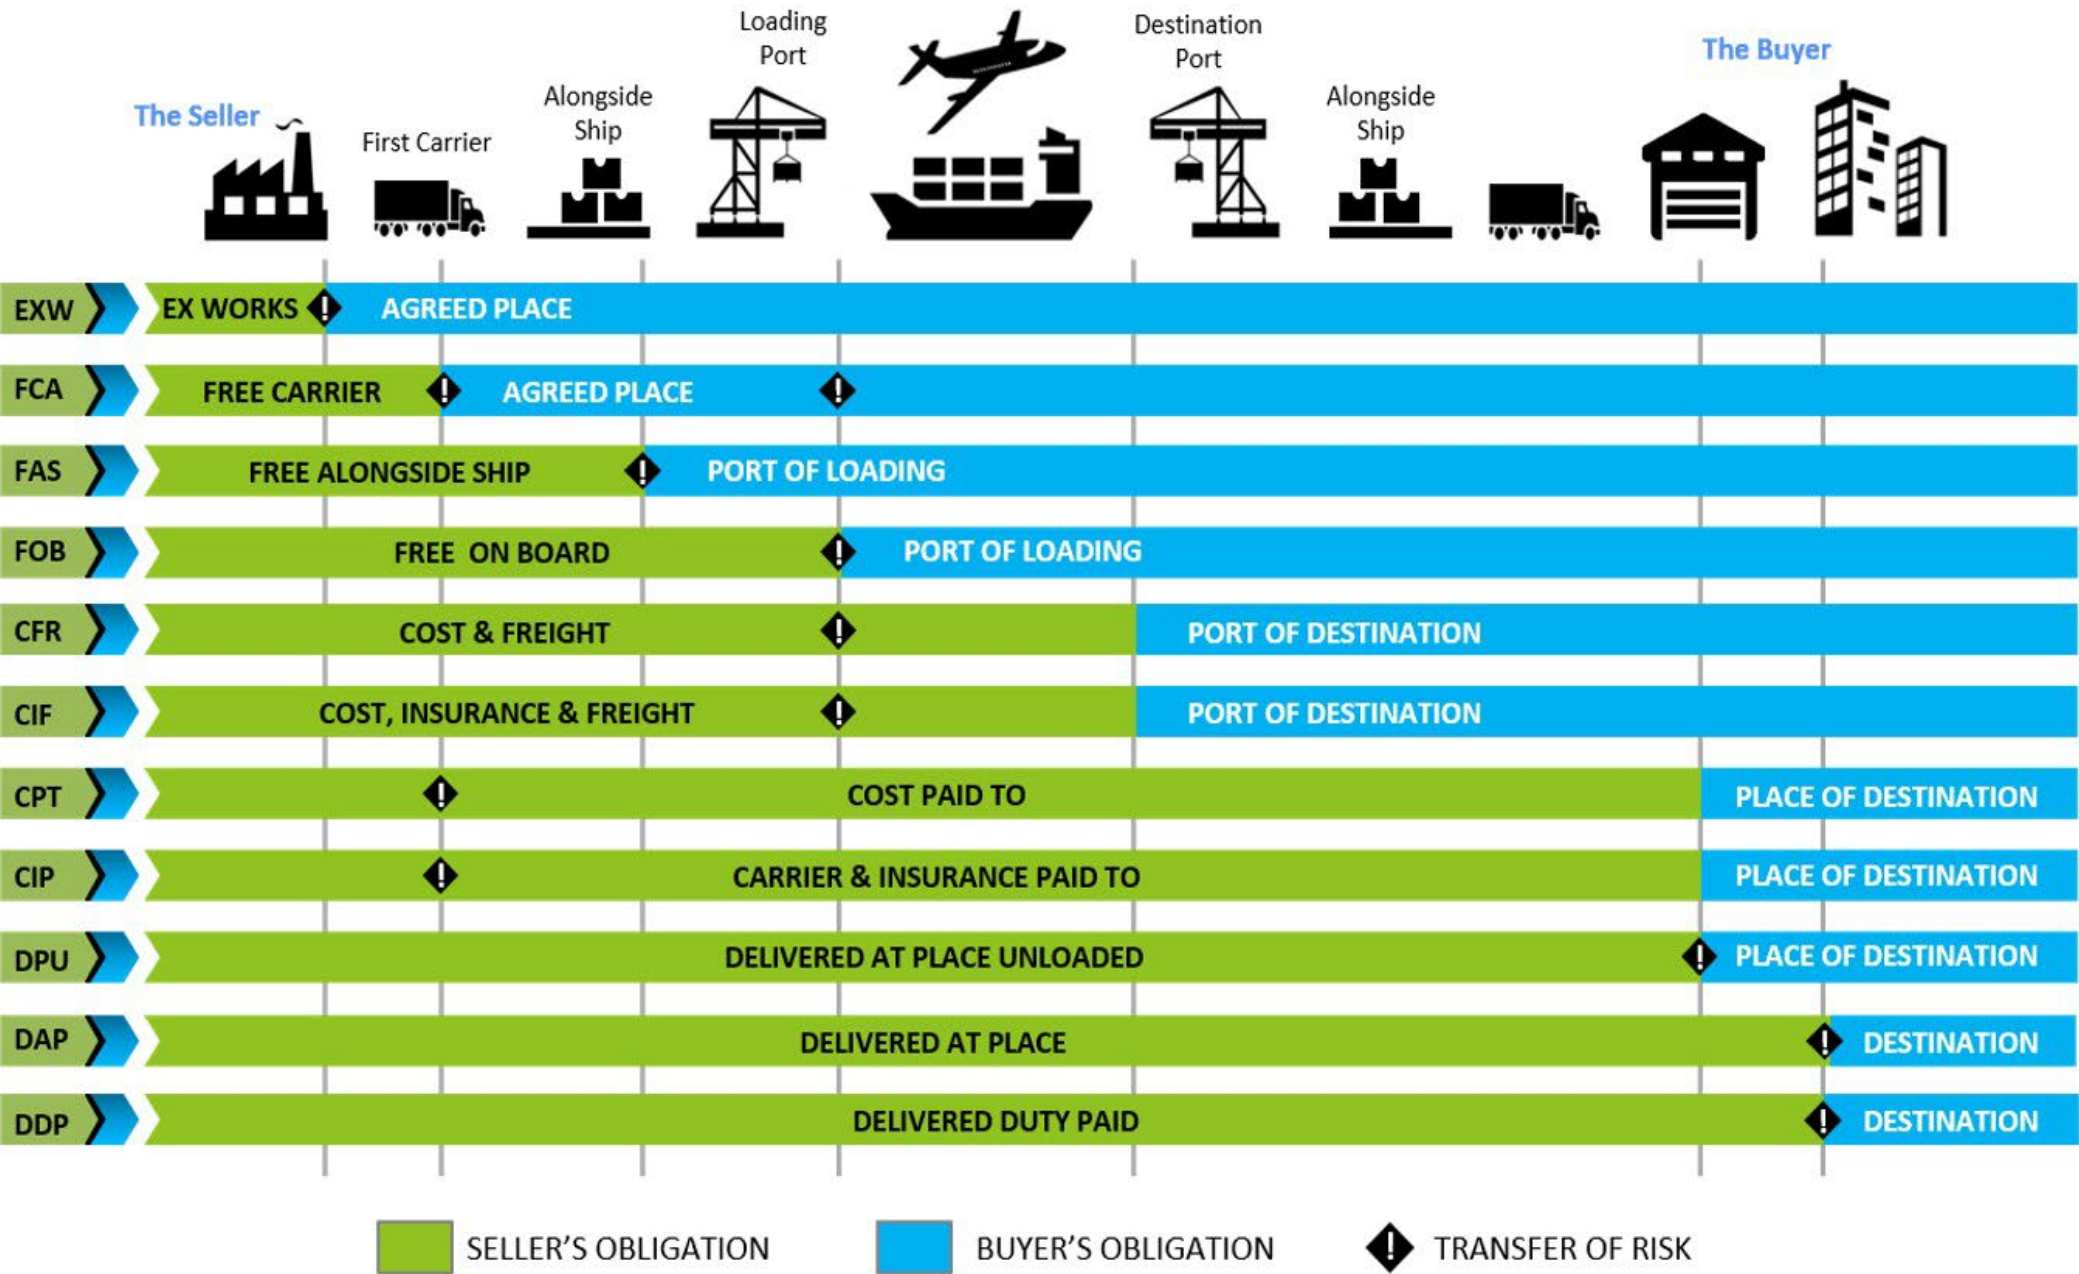 Loading
Port
Destination
Port
The Buyer
The Seller
Alongside
Ship
Alongside
Ship
First Carrier
EXW EX WORKS ! AGREED PLACE
FCA FREE CARRIER ! AGREED PLACE !
FAS FREE ALONGSIDE SHIP ! PORT OF LOADING
FOB FREE ON BOARD ! PORT OF LOADING
CFR COST & FREIGHT ! PORT OF DESTINATION
CIF COST, INSURANCE & FREIGHT ! PORT OF DESTINATION
CPT ! COST PAID TO PLACE OF DESTINATION
CIP ! CARRIER & INSURANCE PAID TO PLACE OF DESTINATION
DPU DELIVERED AT PLACE UNLOADED ! PLACE OF DESTINATION
DAP DELIVERED AT PLACE ! DESTINATION
DDP DELIVERED DUTY PAID ! DESTINATION
SELLER'S OBLIGATION BUYER'S OBLIGATION ! TRANSFER OF RISK